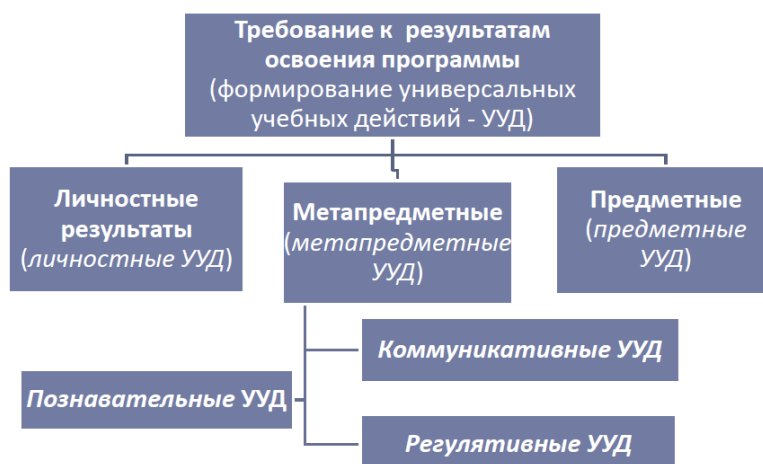 Требование к результатам
освоения программы
(формирование универсальных
учебных действий - УУД)
Личностные
результаты
(личностные УУД)
Метапредметные
(метапредметные
УУД)
Предметные
(предметные
УУД)
Коммуникативные УУД
Познавательные УУД
Регулятивные УУД